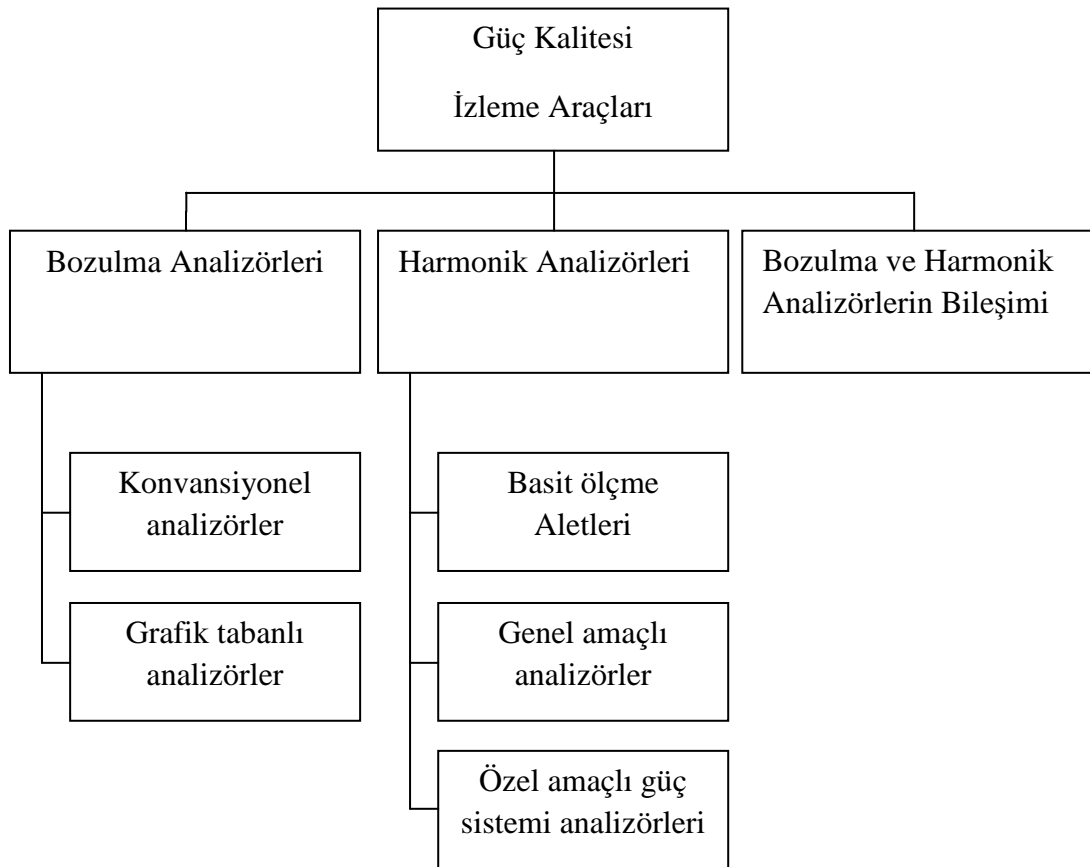 Güç Kalitesi
İzleme Araçları
Bozulma Analizörleri
Harmonik Analizörleri
Bozulma ve Harmonik
Analizörlerin Bileşimi
Konvansiyonel
analizörler
Grafik tabanlı
analizörler
Basit ölçme
Aletleri
Genel amaçlı
analizörler
Özel amaçlı güç
sistemi analizörleri